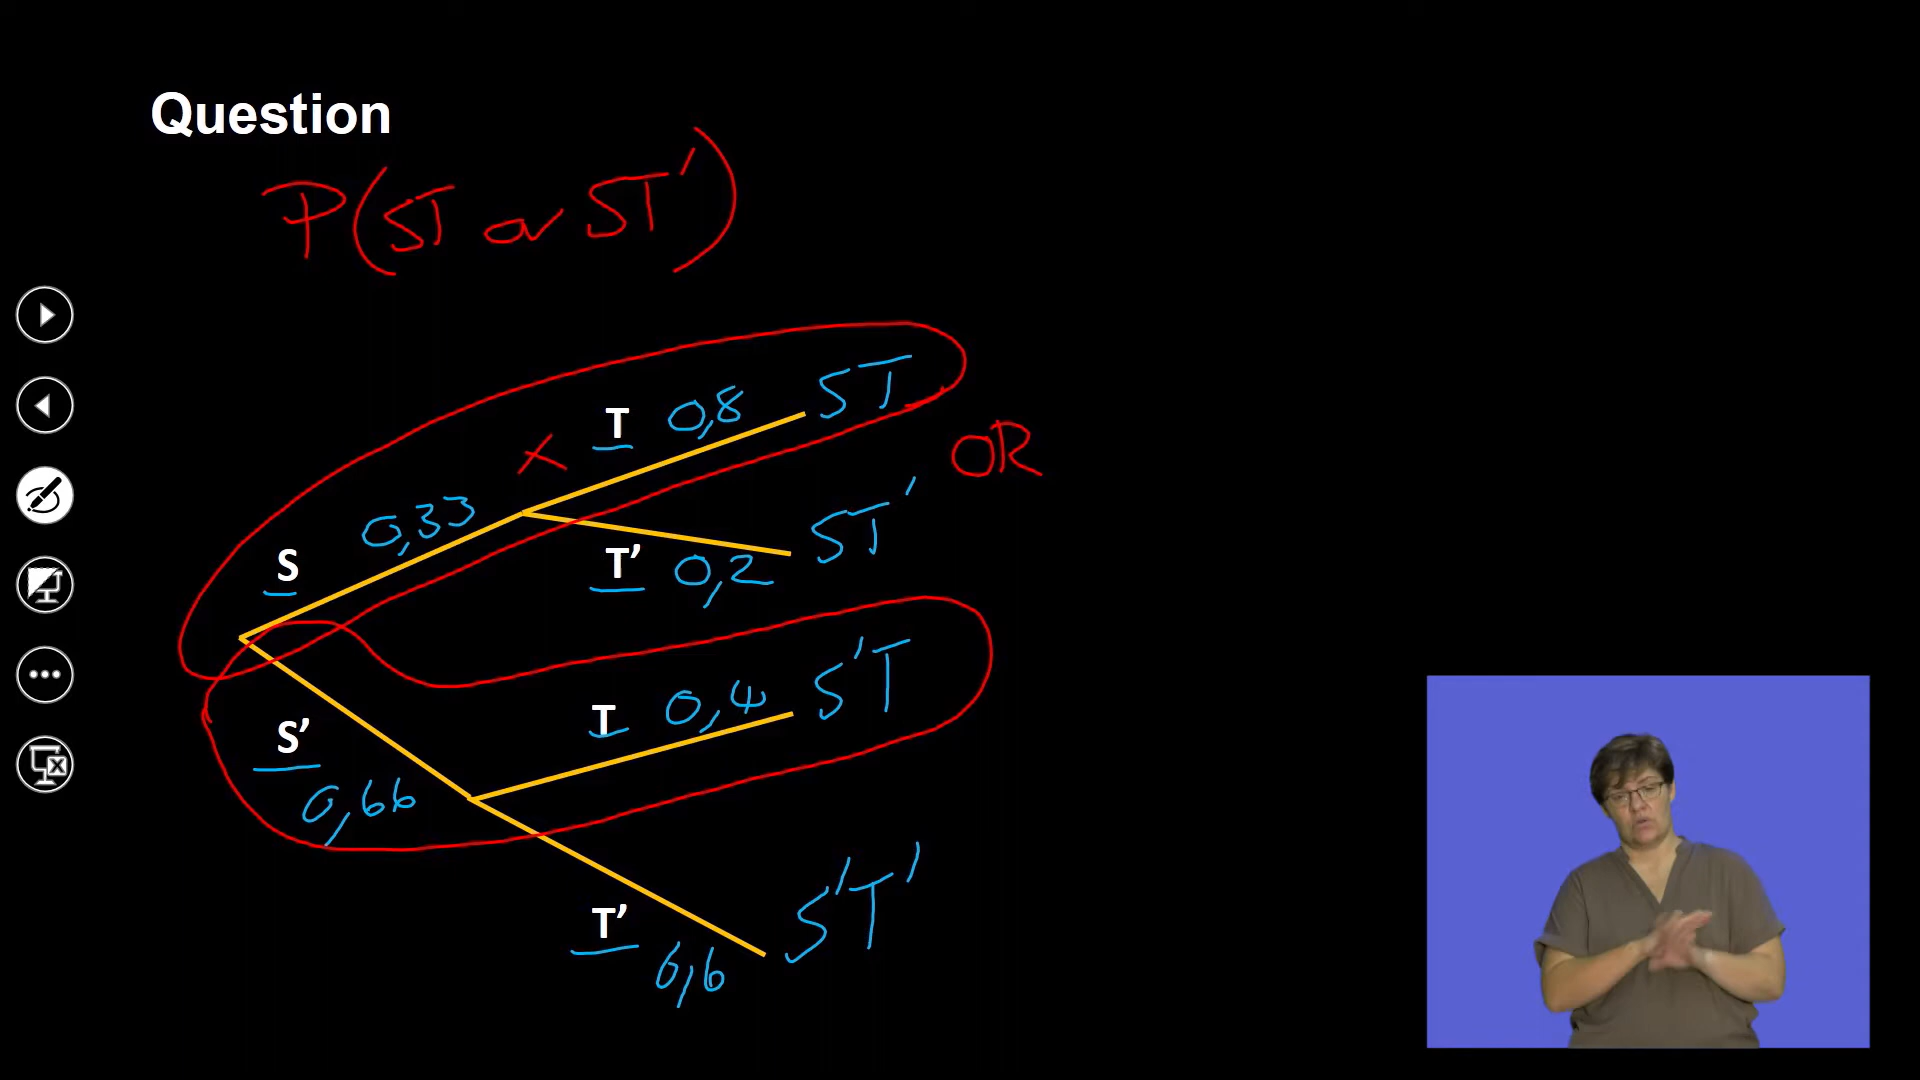 Question
P(ST or ST')
T 0,8 ST
× OR
0,33
S
ST'
T' 0,2
S'T
T 0,4
S'
0,66
S'T'
T' 0,6